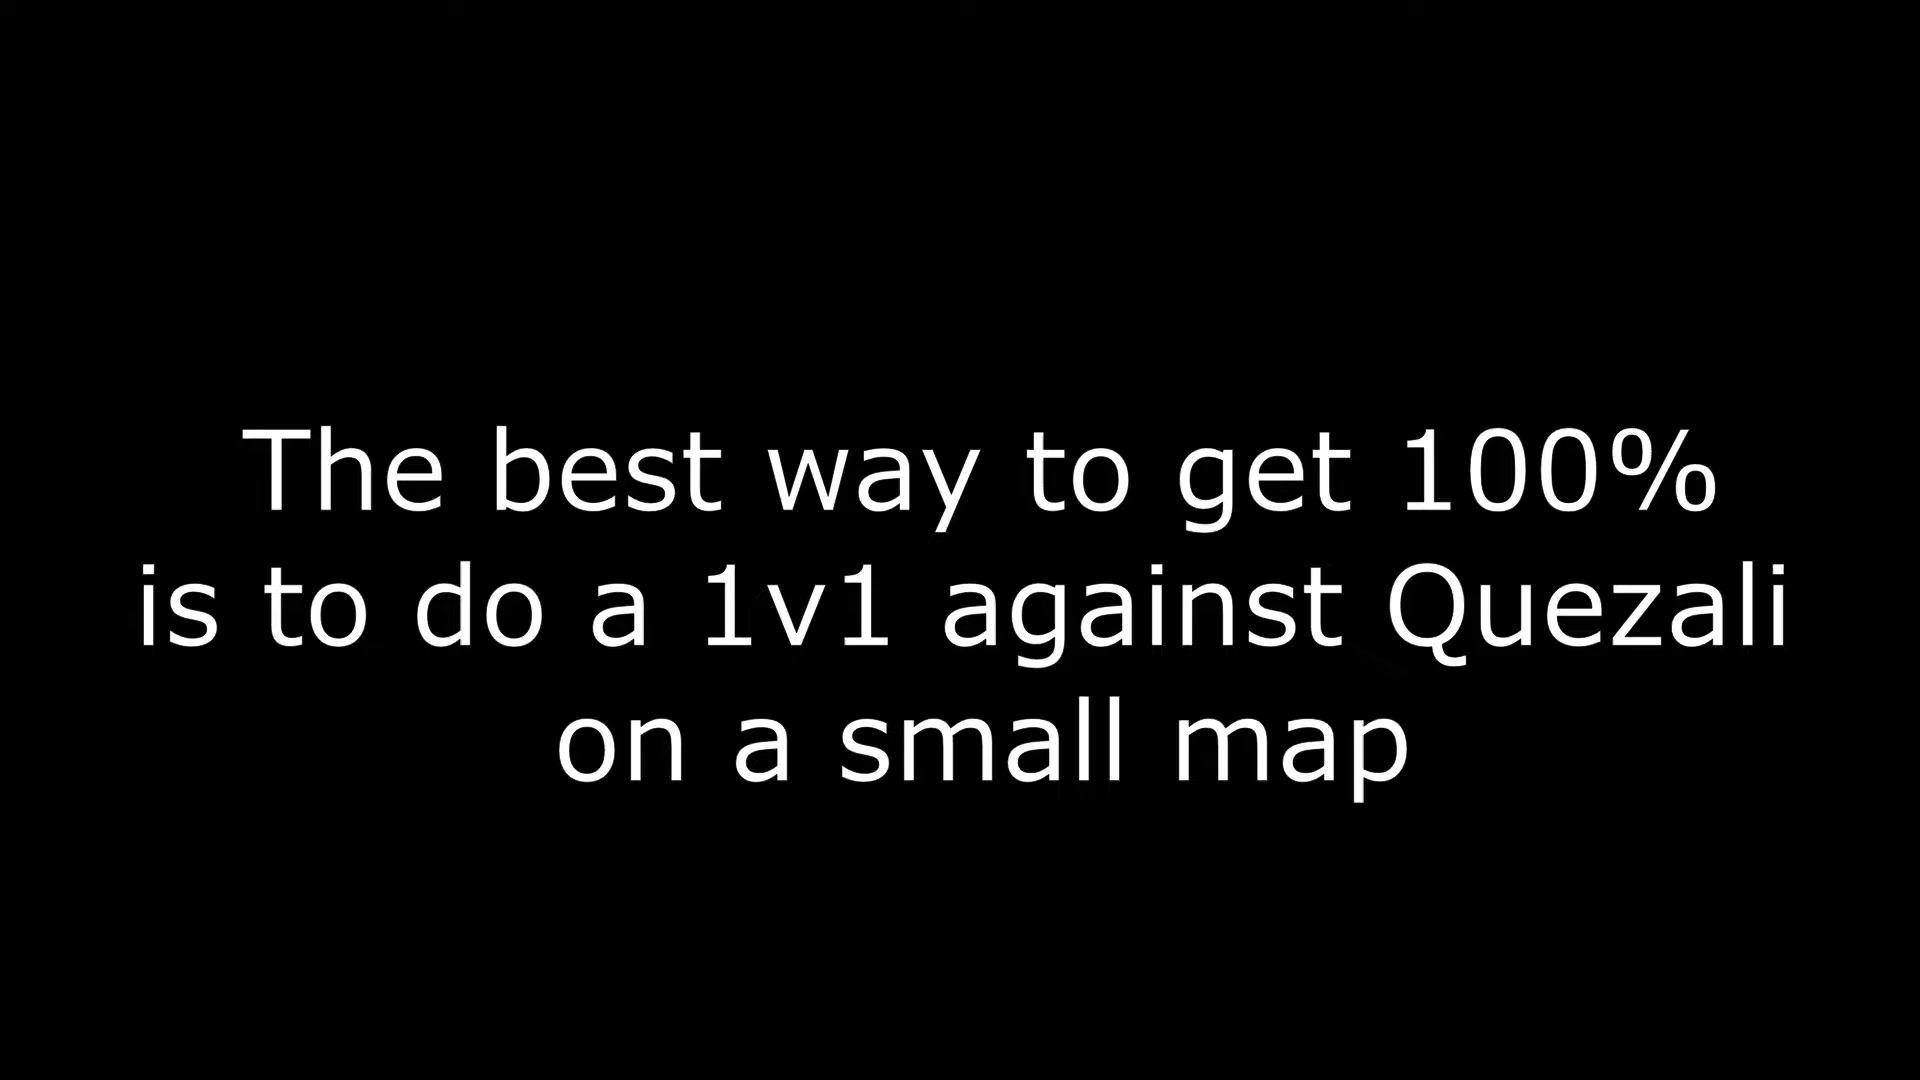 The best way to get 100%
is to do a 1v1 against Quezali
on a small map